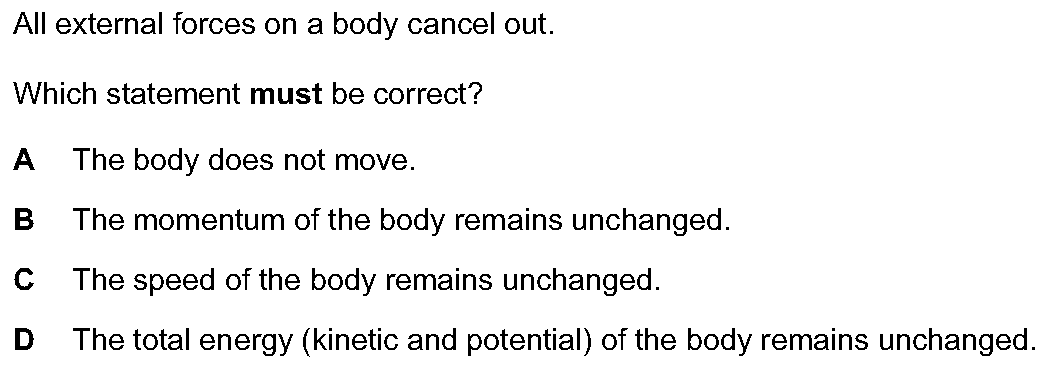 All external forces on a body cancel out.
Which statement must be correct?
A The body does not move.
B The momentum of the body remains unchanged.
C The speed of the body remains unchanged.
D The total energy (kinetic and potential) of the body remains unchanged.